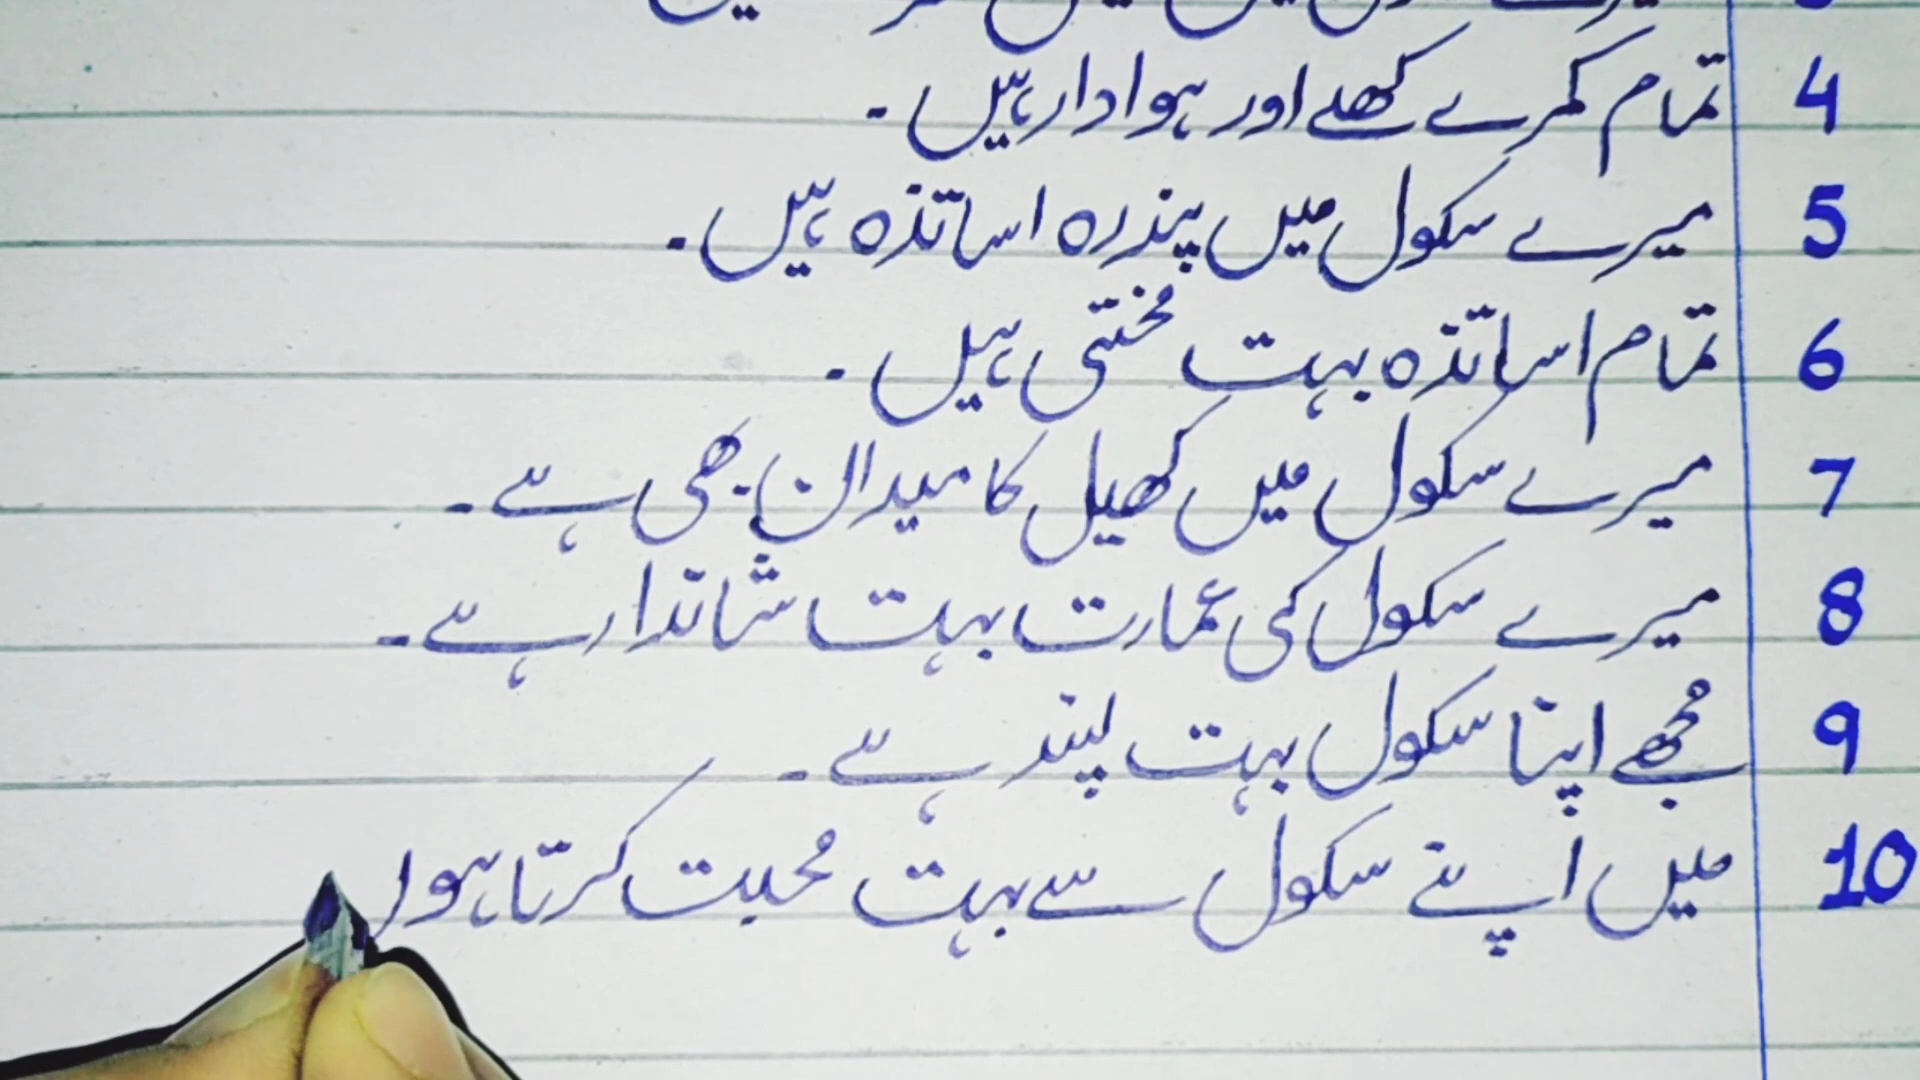 4 تمام کمرے کھلے اور ہوادار ہیں۔
5 میرے سکول میں پندرہ اساتذہ ہیں۔
6 تمام اساتذہ بہت محنتی ہیں۔
7 میرے سکول میں کھیل کا میدان بھی ہے۔
8 میرے سکول کی عمارت بہت شاندار ہے۔
9 مجھے اپنا سکول بہت پسند ہے۔
10 میں اپنے سکول سے بہت محبت کرتا ہوں